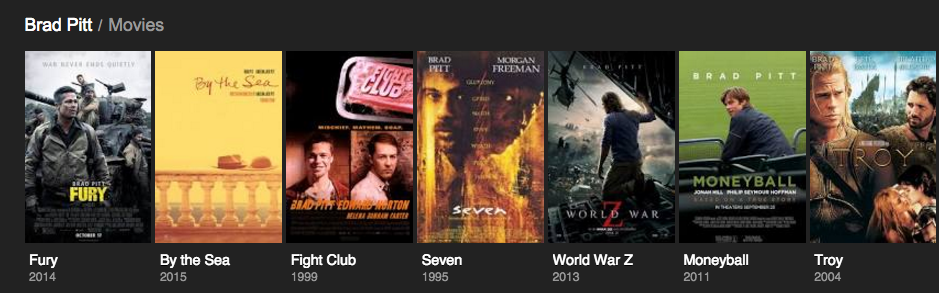 Brad Pitt / Movies
WAR NEVER ENDS QUIETLY
BRAD PITT
FURY
OCTOBER 17
By the Sea
FIGHT
CLUB
MISCHIEF. MAYHEM. SOAP.
BRAD PITT EDWARD NORTON
HELENA BONHAM CARTER
BRAD PITT
MORGAN FREEMAN
GLUTTONY
GREED
SLOTH
ENVY
WRATH
SEVEN
BRAD PITT
WORLD WAR Z
BRAD PITT
MONEYBALL
JONAH HILL PHILIP SEYMOUR HOFFMAN
BASED ON A TRUE STORY
IN THEATERS SEPTEMBER 23
BRAD PITT
TROY
Fury
2014
By the Sea
2015
Fight Club
1999
Seven
1995
World War Z
2013
Moneyball
2011
Troy
2004